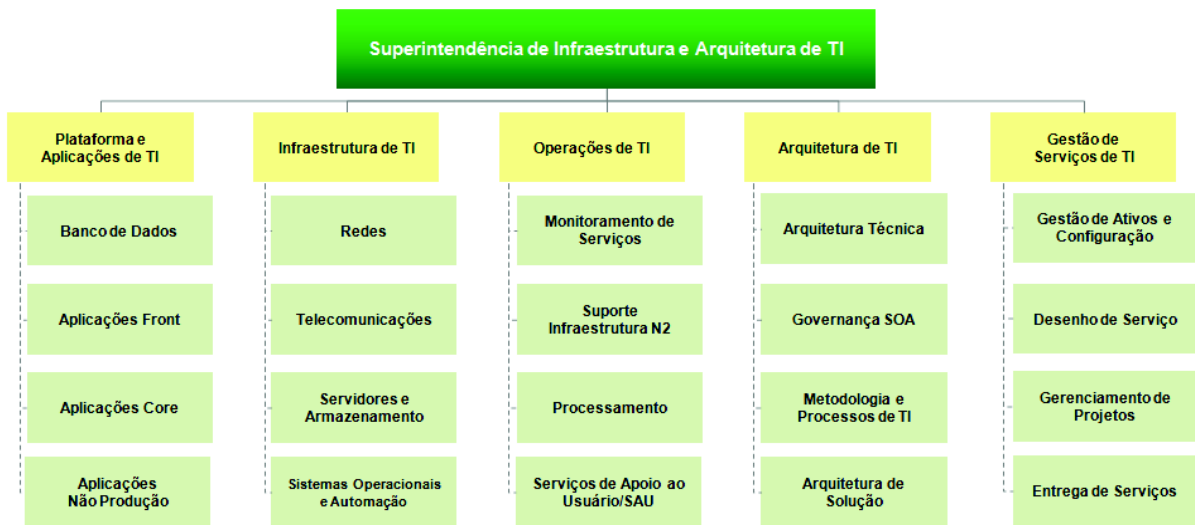 Superintendência de Infraestrutura e Arquitetura de TI
Plataforma e
Aplicações de TI
Banco de Dados
Aplicações Front
Aplicações Core
Aplicações
Não Produção
Infraestrutura de TI
Redes
Telecomunicações
Servidores e
Armazenamento
Sistemas Operacionais
e Automação
Operações de TI
Monitoramento de
Serviços
Suporte
Infraestrutura N2
Processamento
Serviços de Apoio ao
Usuário/SAU
Arquitetura de TI
Arquitetura Técnica
Governança SOA
Metodologia e
Processos de TI
Arquitetura de
Solução
Gestão de
Serviços de TI
Gestão de Ativos e
Configuração
Desenho de Serviço
Gerenciamento de
Projetos
Entrega de Serviços